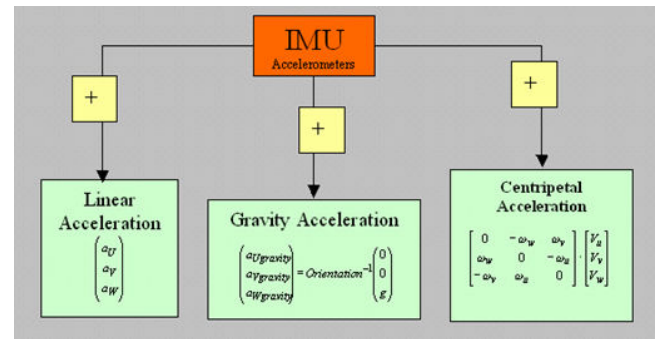 IMU
Accelerometers
+
+
+
Linear
Acceleration
a_U
a_V
a_W
Gravity Acceleration
(a_Ugravity) (0)
(a_Vgravity) = Orientation⁻¹ (0)
(a_Wgravity) (g)
Centripetal
Acceleration
[0 -ω_w ω_v] [V_u]
[ω_w 0 -ω_u] · [V_v]
[-ω_v ω_u 0] [V_w]